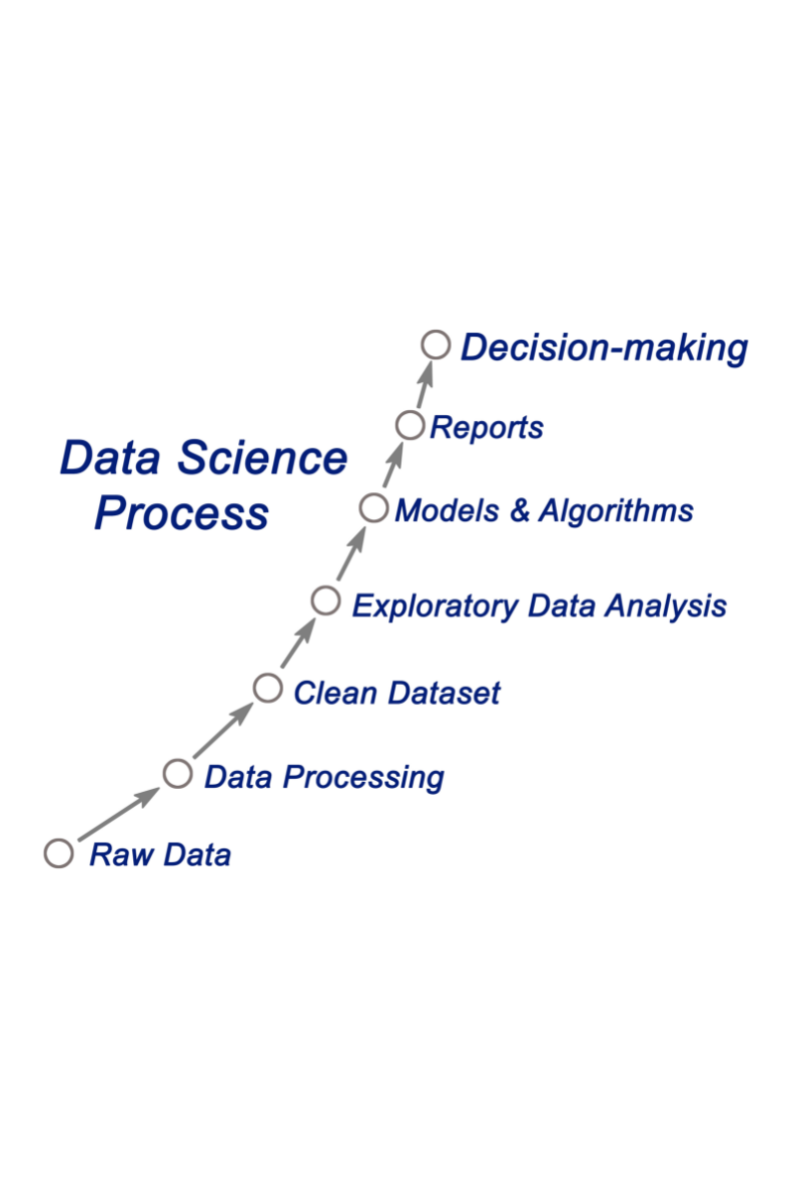 Decision-making
Reports
Data Science
Process
Models & Algorithms
Exploratory Data Analysis
Clean Dataset
Data Processing
Raw Data